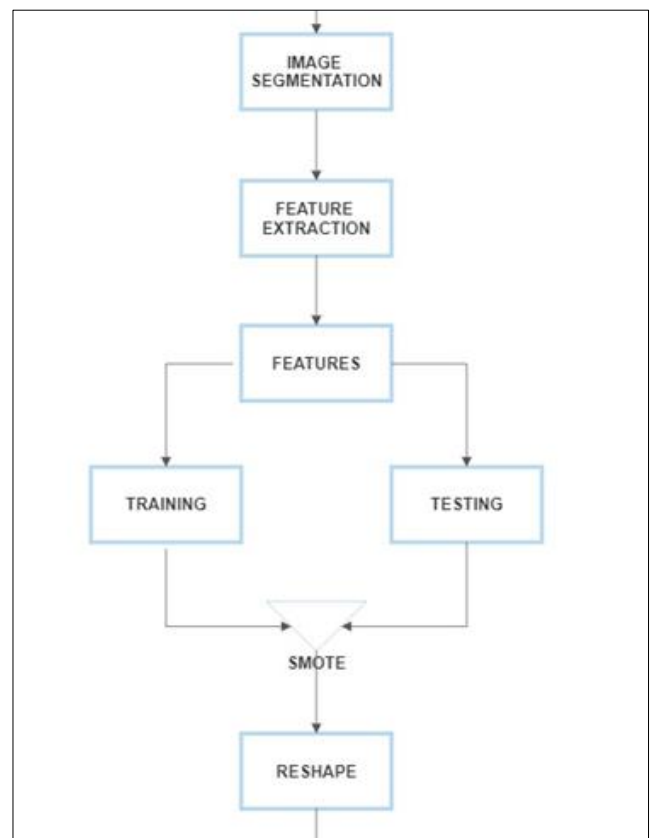 IMAGE
SEGMENTATION
FEATURE
EXTRACTION
FEATURES
TRAINING
TESTING
SMOTE
RESHAPE